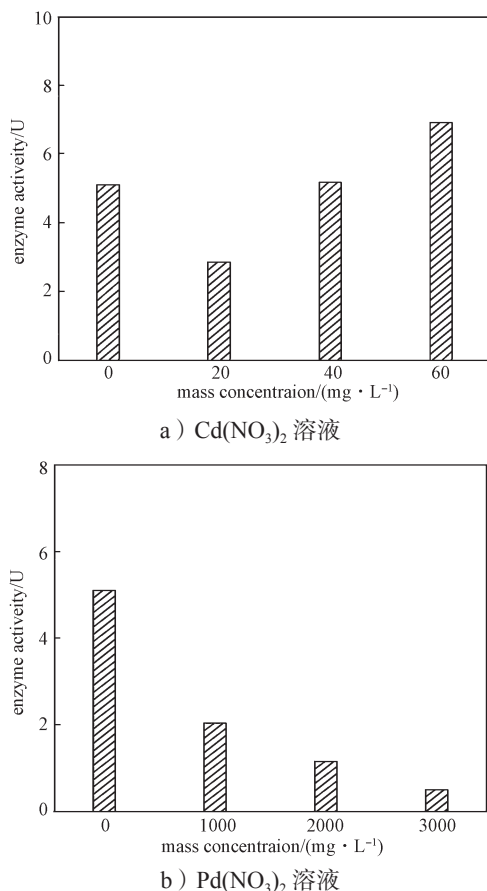 10
8
6
4
2
0
enzyme activeity/U
0 20 40 60
mass concentraion/(mg·L⁻¹)
a)Cd(NO₃)₂ 溶液
8
6
4
2
0
enzyme activeity/U
0 1000 2000 3000
mass concentraion/(mg·L⁻¹)
b)Pd(NO₃)₂ 溶液